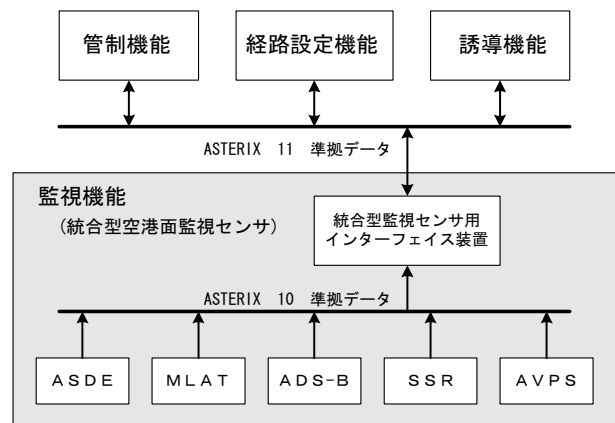 管制機能
経路設定機能
誘導機能
ASTERIX 11 準拠データ
監視機能
(統合型空港面監視センサ)
統合型監視センサ用
インターフェイス装置
ASTERIX 10 準拠データ
ASDE
MLAT
ADS-B
SSR
AVPS